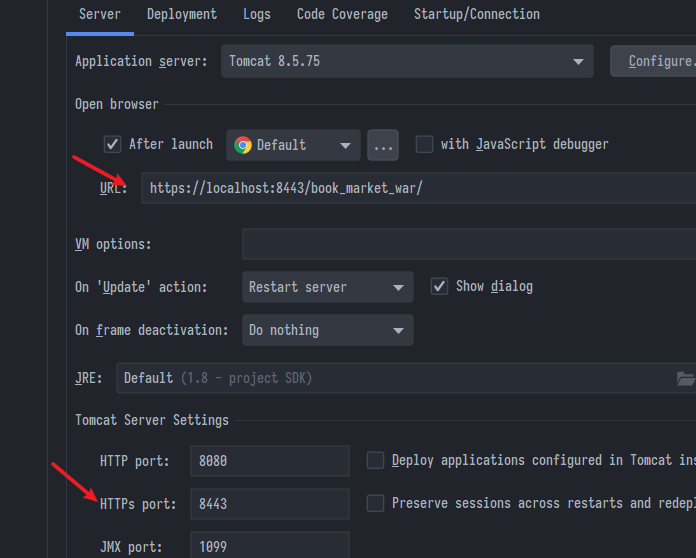 Server Deployment Logs Code Coverage Startup/Connection
Application server: Tomcat 8.5.75 Configure.
Open browser
After launch Default ... with JavaScript debugger
URL: https://localhost:8443/book_market_war/
VM options:
On 'Update' action: Restart server Show dialog
On frame deactivation: Do nothing
JRE: Default (1.8 - project SDK)
Tomcat Server Settings
HTTP port: 8080 Deploy applications configured in Tomcat ins
HTTPs port: 8443 Preserve sessions across restarts and redepl
JMX port: 1099